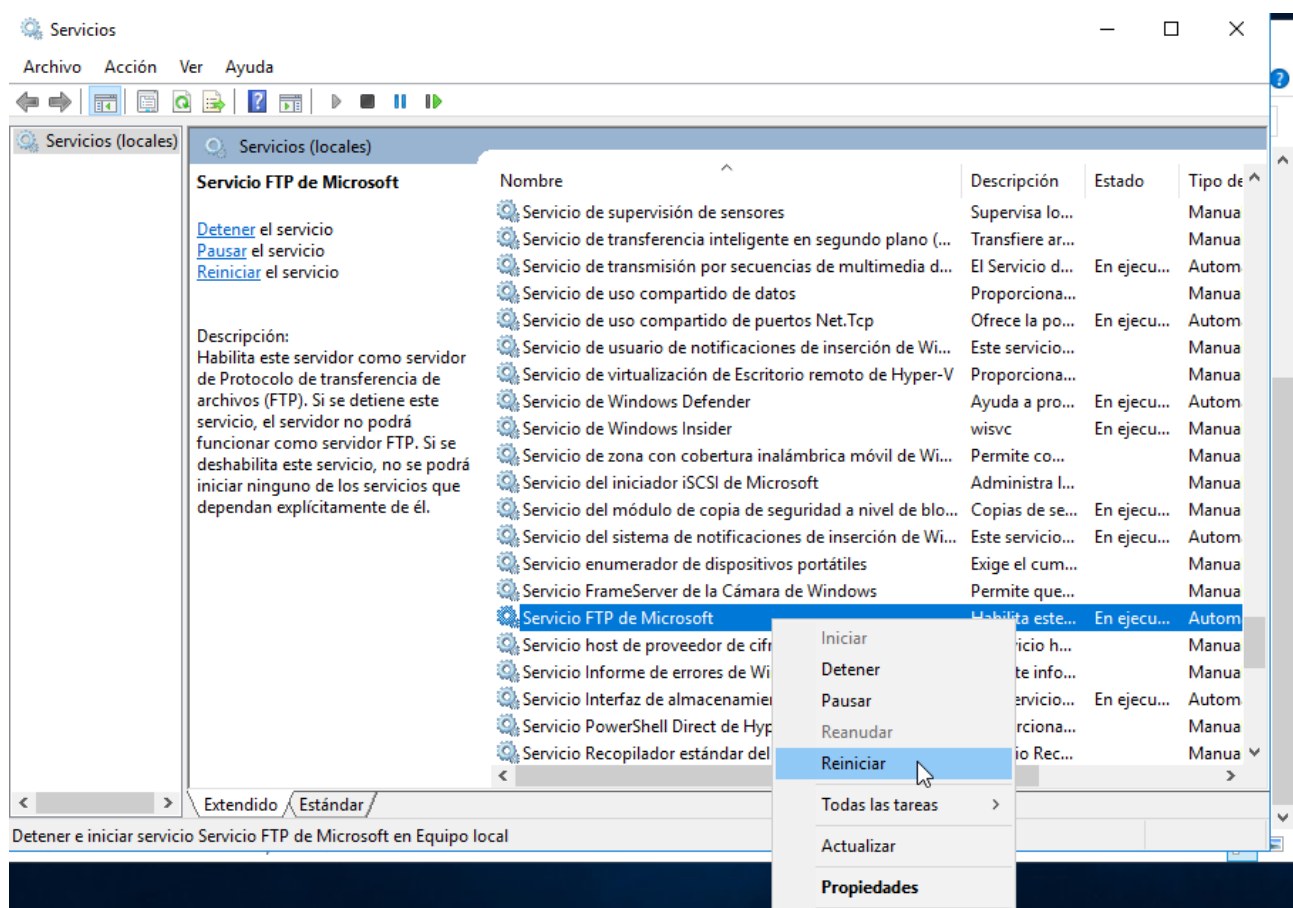 Servicios
Archivo Acción Ver Ayuda
Servicios (locales)
Servicios (locales)
Servicio FTP de Microsoft
Detener el servicio
Pausar el servicio
Reiniciar el servicio
Descripción:
Habilita este servidor como servidor
de Protocolo de transferencia de
archivos (FTP). Si se detiene este
servicio, el servidor no podrá
funcionar como servidor FTP. Si se
deshabilita este servicio, no se podrá
iniciar ninguno de los servicios que
dependan explícitamente de él.
Nombre Descripción Estado Tipo de
Servicio de supervisión de sensores Supervisa lo... Manua
Servicio de transferencia inteligente en segundo plano (... Transfiere ar... Manua
Servicio de transmisión por secuencias de multimedia d... El Servicio d... En ejecu... Autom
Servicio de uso compartido de datos Proporciona... Manua
Servicio de uso compartido de puertos Net.Tcp Ofrece la po... En ejecu... Autom
Servicio de usuario de notificaciones de inserción de Wi... Este servicio... Manua
Servicio de virtualización de Escritorio remoto de Hyper-V Proporciona... Manua
Servicio de Windows Defender Ayuda a pro... En ejecu... Autom
Servicio de Windows Insider wisvc En ejecu... Manua
Servicio de zona con cobertura inalámbrica móvil de Wi... Permite co... Manua
Servicio del iniciador iSCSI de Microsoft Administra l... Manua
Servicio del módulo de copia de seguridad a nivel de blo... Copias de se... En ejecu... Manua
Servicio del sistema de notificaciones de inserción de Wi... Este servicio... En ejecu... Autom
Servicio enumerador de dispositivos portátiles Exige el cum... Manua
Servicio FrameServer de la Cámara de Windows Permite que... Manua
Servicio FTP de Microsoft Habilita este... En ejecu... Autom
Servicio host de proveedor de cifr icio h... Manua
Servicio Informe de errores de Wi te info... Manua
Servicio Interfaz de almacenamie ervicio... En ejecu... Autom
Servicio PowerShell Direct de Hyp rciona... Manua
Servicio Recopilador estándar del io Rec... Manua
Iniciar
Detener
Pausar
Reanudar
Reiniciar
Todas las tareas
Actualizar
Propiedades
Extendido Estándar
Detener e iniciar servicio Servicio FTP de Microsoft en Equipo local